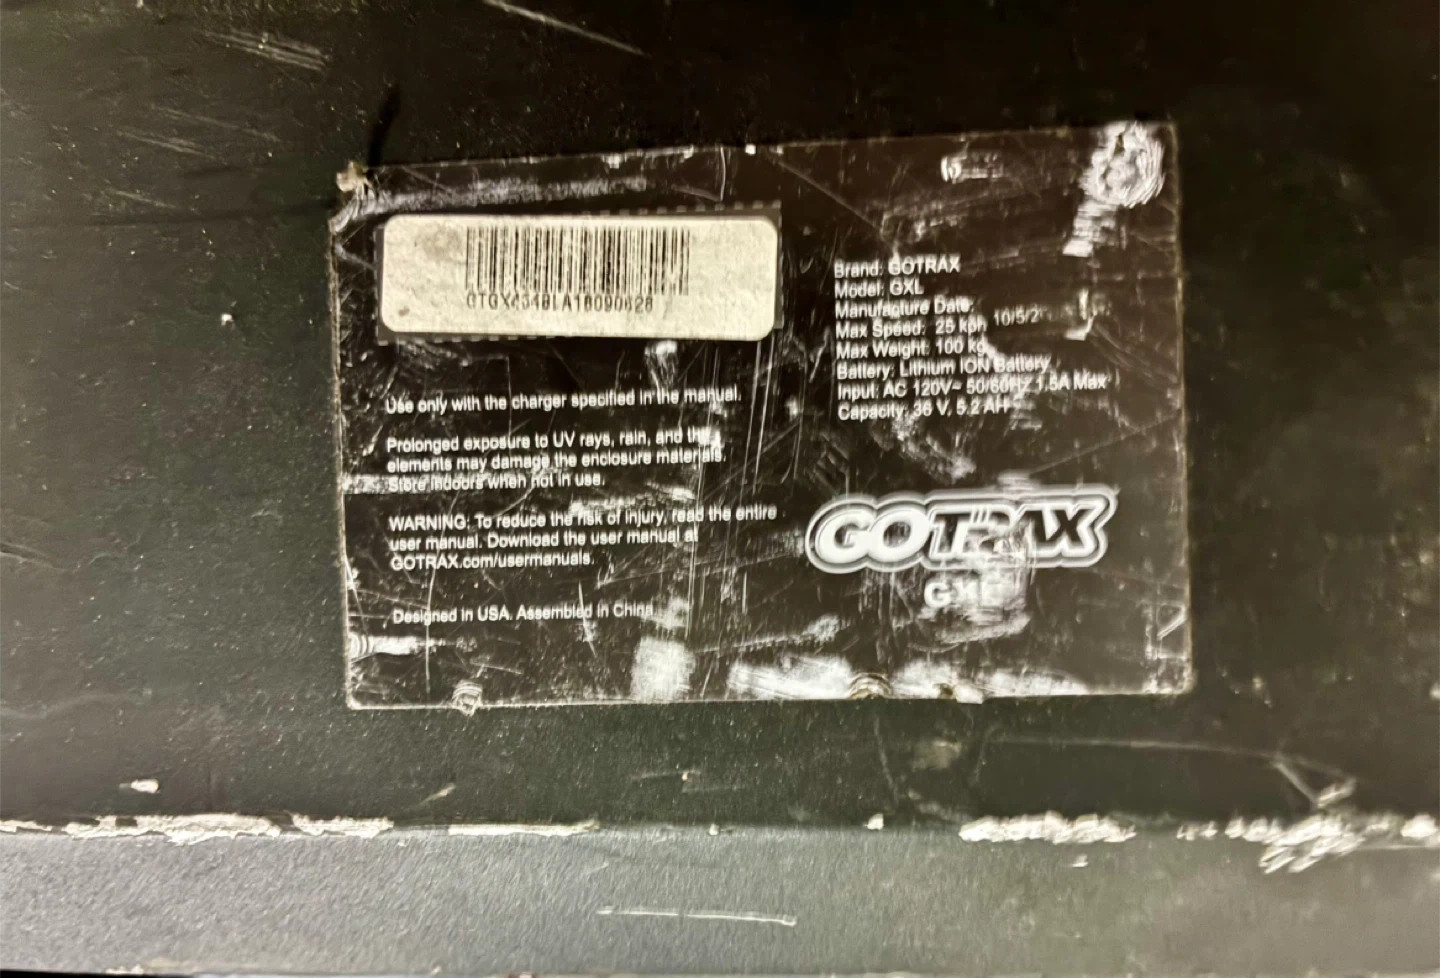 Use only with the charger specified in the manual.
Prolonged exposure to UV rays, rain, and the
elements may damage the enclosure materials.
Store indoors when not in use.
WARNING: To reduce the risk of injury, read the entire
user manual. Download the user manual at
GOTRAX.com/usermanuals.
Designed in USA. Assembled in China
Brand: GOTRAX
Model: GXL
Manufacture Date:
Max Speed: 25 kph
Max Weight: 100 kg
Battery: Lithium ION Battery
Input: AC 120V~ 50/60Hz 1.5A Max
Capacity: 36 V, 5.2 AH
GOTRAX